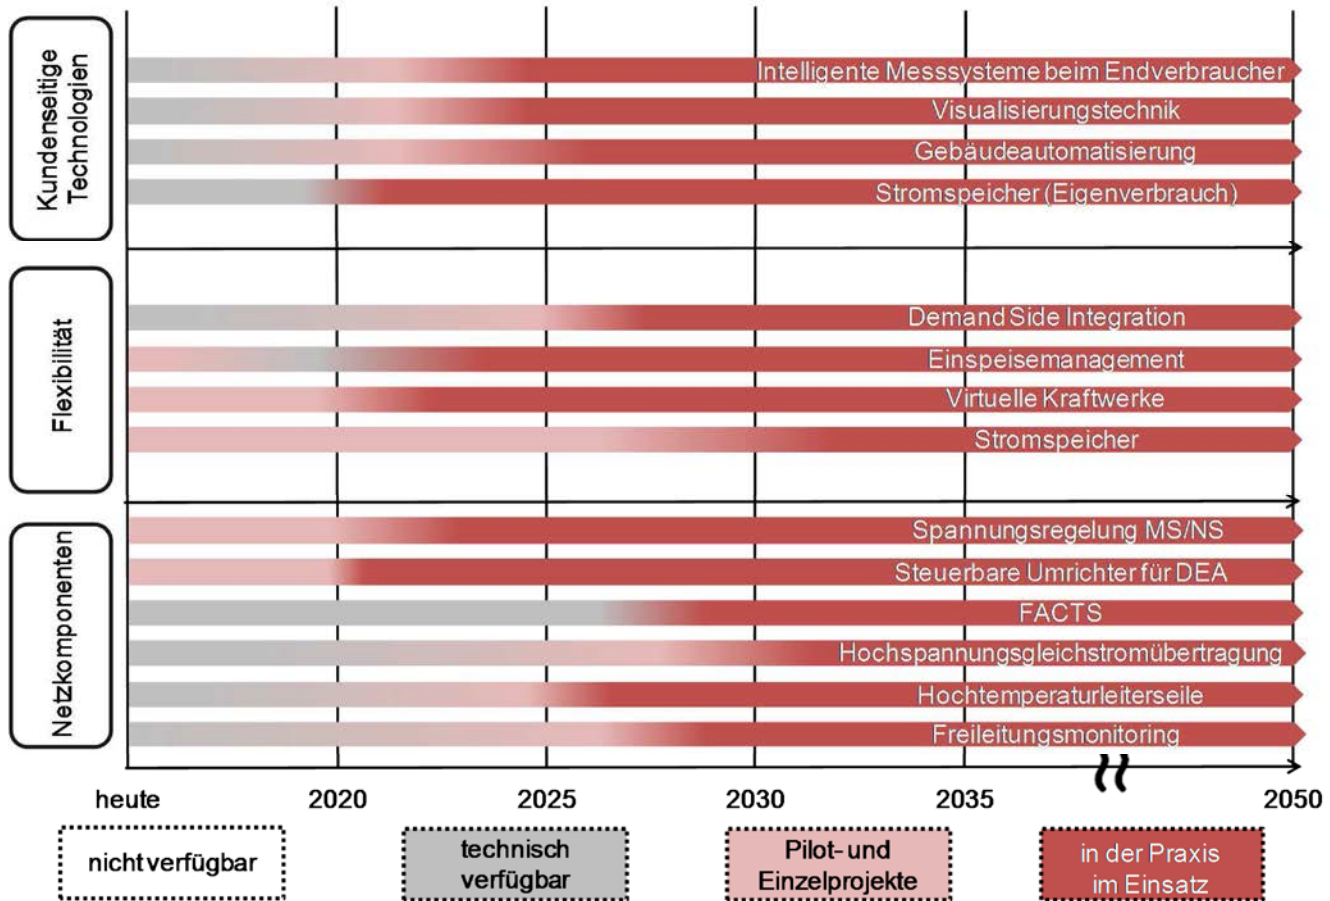 Kundenseitige
Technologien
Intelligente Messsysteme beim Endverbraucher
Visualisierungstechnik
Gebäudeautomatisierung
Stromspeicher (Eigenverbrauch)
Flexibilität
Demand Side Integration
Einspeisemanagement
Virtuelle Kraftwerke
Stromspeicher
Netzkomponenten
Spannungsregelung MS/NS
Steuerbare Umrichter für DEA
FACTS
Hochspannungsgleichstromübertragung
Hochtemperaturleiterseile
Freileitungsmonitoring
heute 2020 2025 2030 2035 2050
nicht verfügbar
technisch
verfügbar
Pilot- und
Einzelprojekte
in der Praxis
im Einsatz